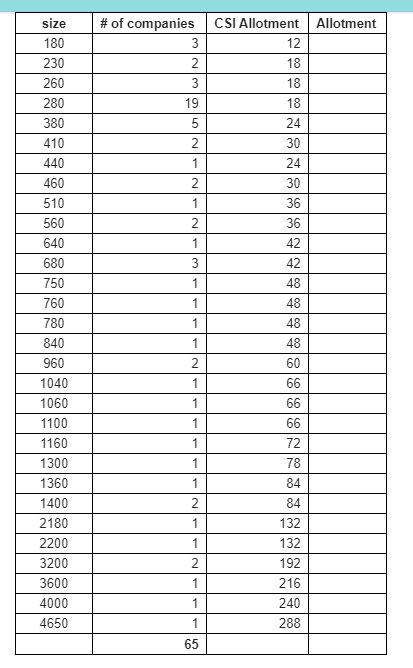 size # of companies CSI Allotment Allotment
180 3 12
230 2 18
260 3 18
280 19 18
380 5 24
410 2 30
440 1 24
460 2 30
510 1 36
560 2 36
640 1 42
680 3 42
750 1 48
760 1 48
780 1 48
840 1 48
960 2 60
1040 1 66
1060 1 66
1100 1 66
1160 1 72
1300 1 78
1360 1 84
1400 2 84
2180 1 132
2200 1 132
3200 2 192
3600 1 216
4000 1 240
4650 1 288
65